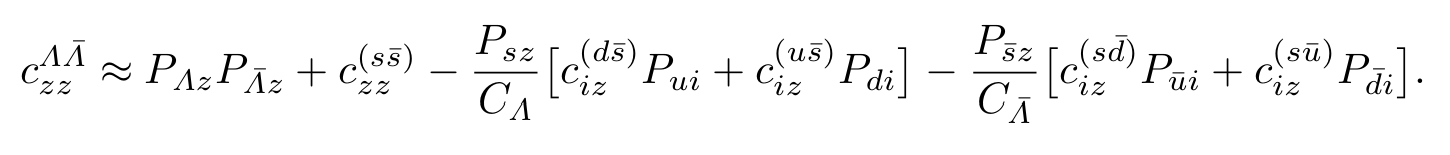 $c_{zz}^{\Lambda\bar{\Lambda}} \approx P_{\Lambda z} P_{\bar{\Lambda} z} + c_{zz}^{(s\bar{s})} - \frac{P_{sz}}{C_{\Lambda}} \big[ c_{iz}^{(d\bar{s})} P_{ui} + c_{iz}^{(u\bar{s})} P_{di} \big] - \frac{P_{\bar{s}z}}{C_{\bar{\Lambda}}} \big[ c_{iz}^{(s\bar{d})} P_{\bar{u}i} + c_{iz}^{(s\bar{u})} P_{\bar{d}i} \big].$